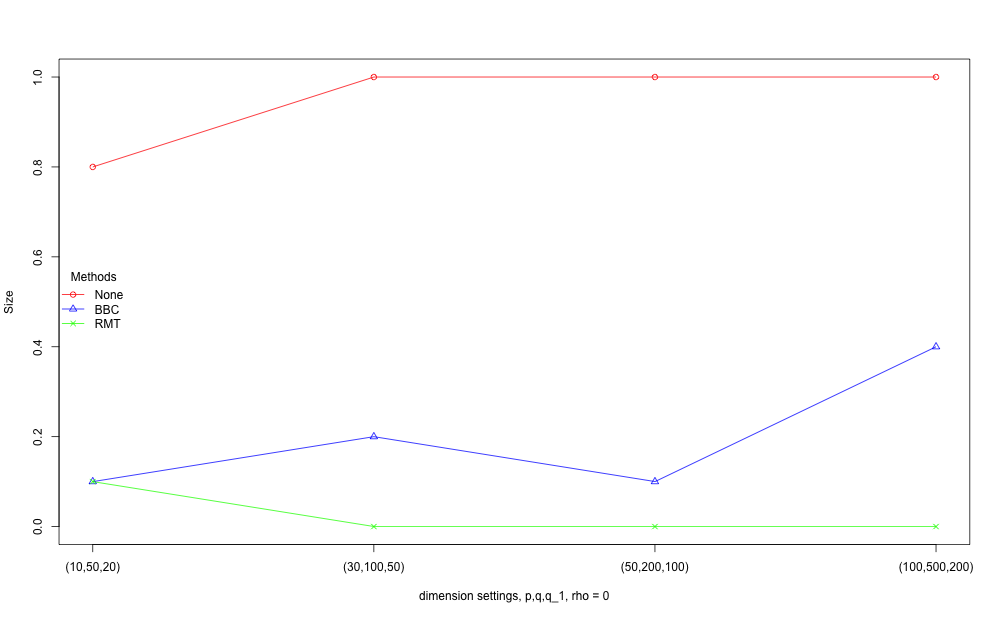 1.0
0.8
0.6
0.4
0.2
0.0
Size
Methods
None
BBC
RMT
(10,50,20)
(30,100,50)
(50,200,100)
(100,500,200)
dimension settings, p,q,q_1, rho = 0